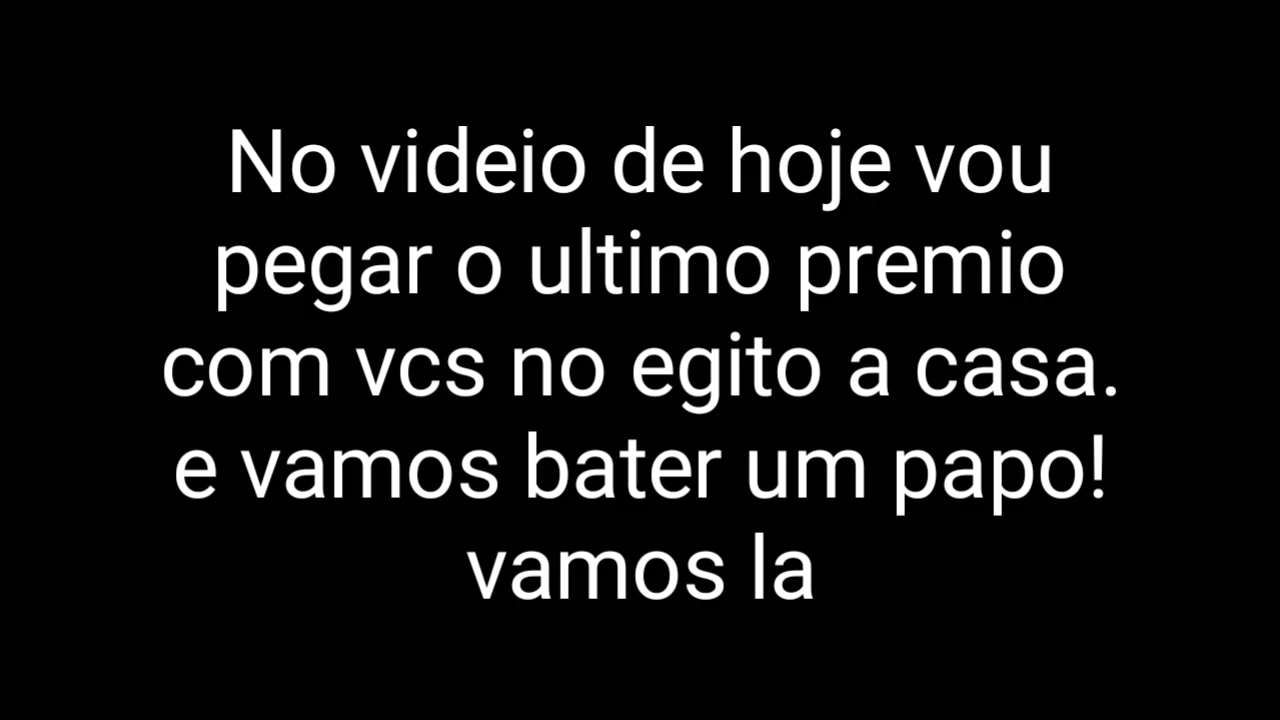 No videio de hoje vou
pegar o ultimo premio
com vcs no egito a casa.
e vamos bater um papo!
vamos la